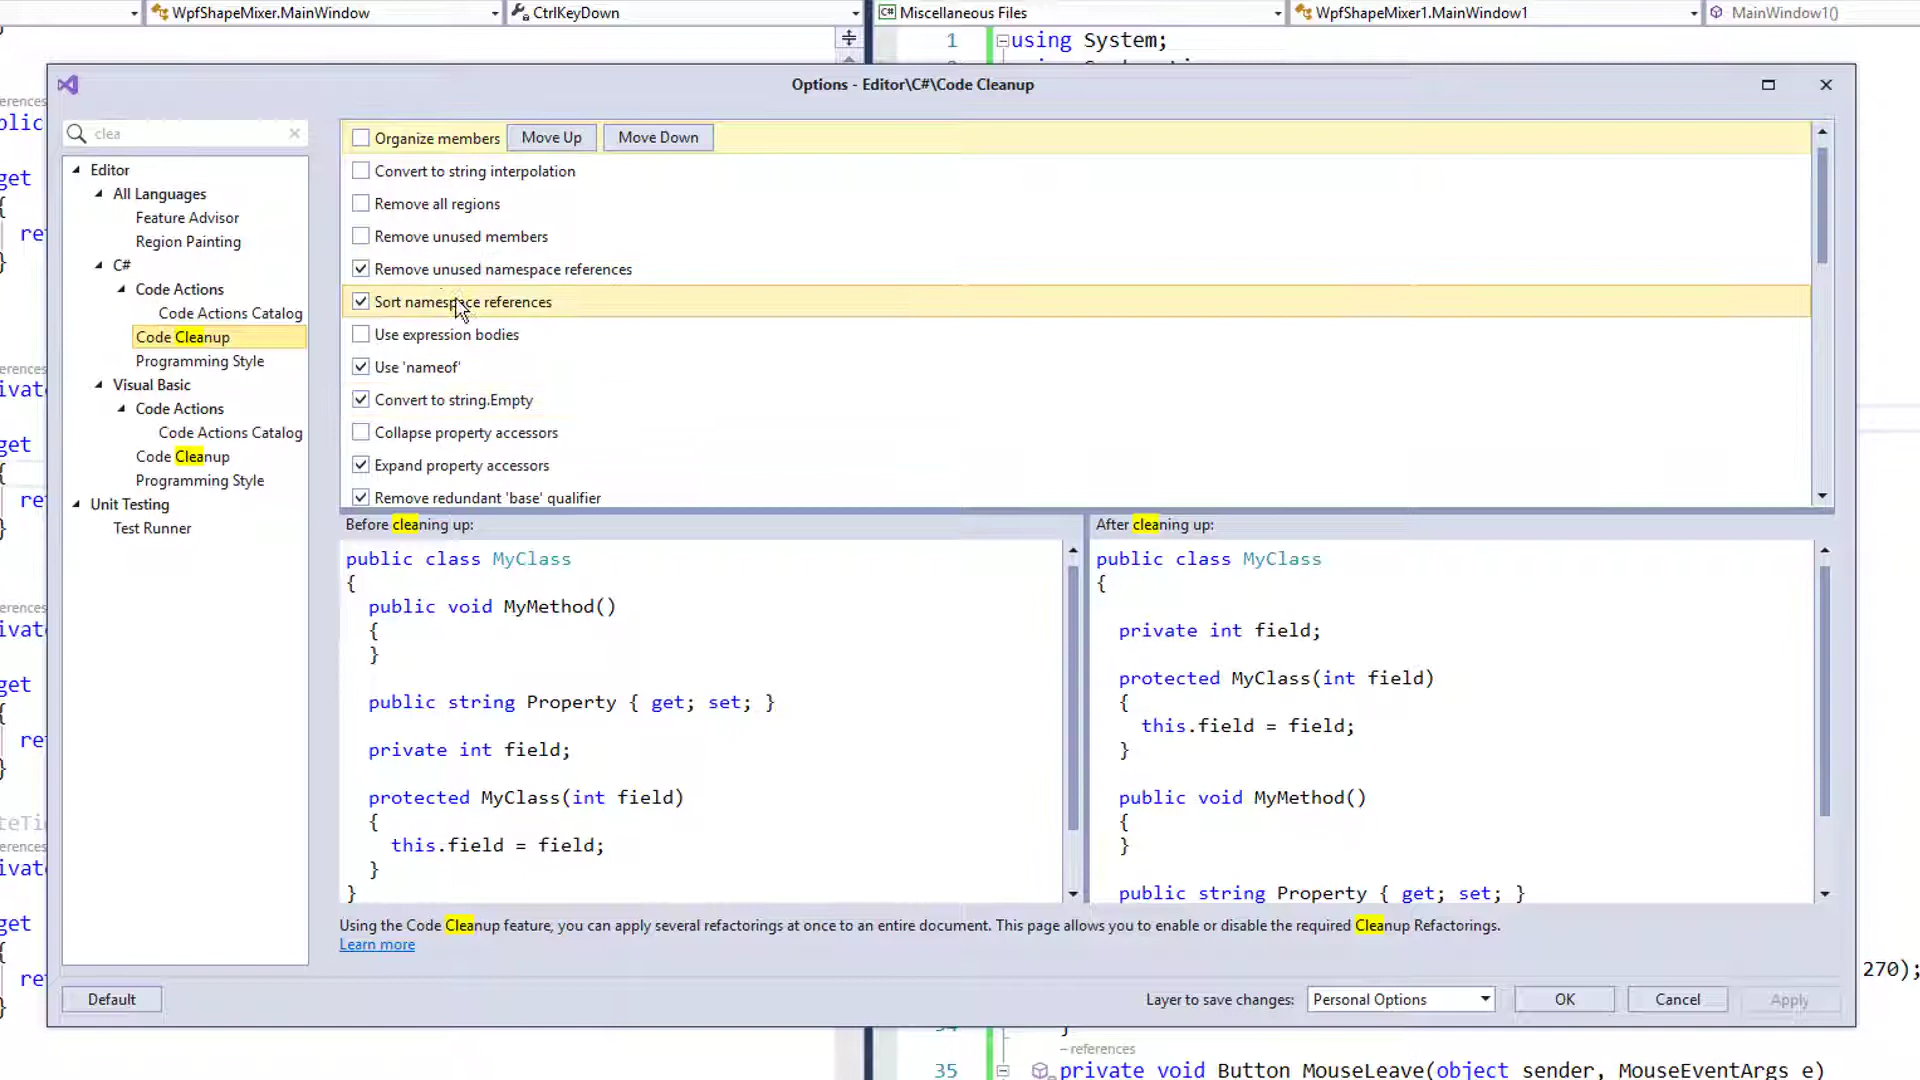 WpfShapeMixer.MainWindow
CtrlKeyDown
Miscellaneous Files
WpfShapeMixer1.MainWindow1
MainWindow1()
1
using System;
Options - Editor\C#\Code Cleanup
clea
Editor
All Languages
Feature Advisor
Region Painting
C#
Code Actions
Code Actions Catalog
Code Cleanup
Programming Style
Visual Basic
Code Actions
Code Actions Catalog
Code Cleanup
Programming Style
Unit Testing
Test Runner
Organize members
Move Up
Move Down
Convert to string interpolation
Remove all regions
Remove unused members
Remove unused namespace references
Sort namespace references
Use expression bodies
Use 'nameof'
Convert to string.Empty
Collapse property accessors
Expand property accessors
Remove redundant 'base' qualifier
Before cleaning up:
public class MyClass
{
public void MyMethod()
{
}
public string Property { get; set; }
private int field;
protected MyClass(int field)
{
this.field = field;
}
}
After cleaning up:
public class MyClass
{
private int field;
protected MyClass(int field)
{
this.field = field;
}
public void MyMethod()
{
}
public string Property { get; set; }
Using the Code Cleanup feature, you can apply several refactorings at once to an entire document. This page allows you to enable or disable the required Cleanup Refactorings.
Learn more
Default
Layer to save changes:
Personal Options
OK
Cancel
Apply
270);
}
– references
35
private void Button_MouseLeave(object sender, MouseEventArgs e)